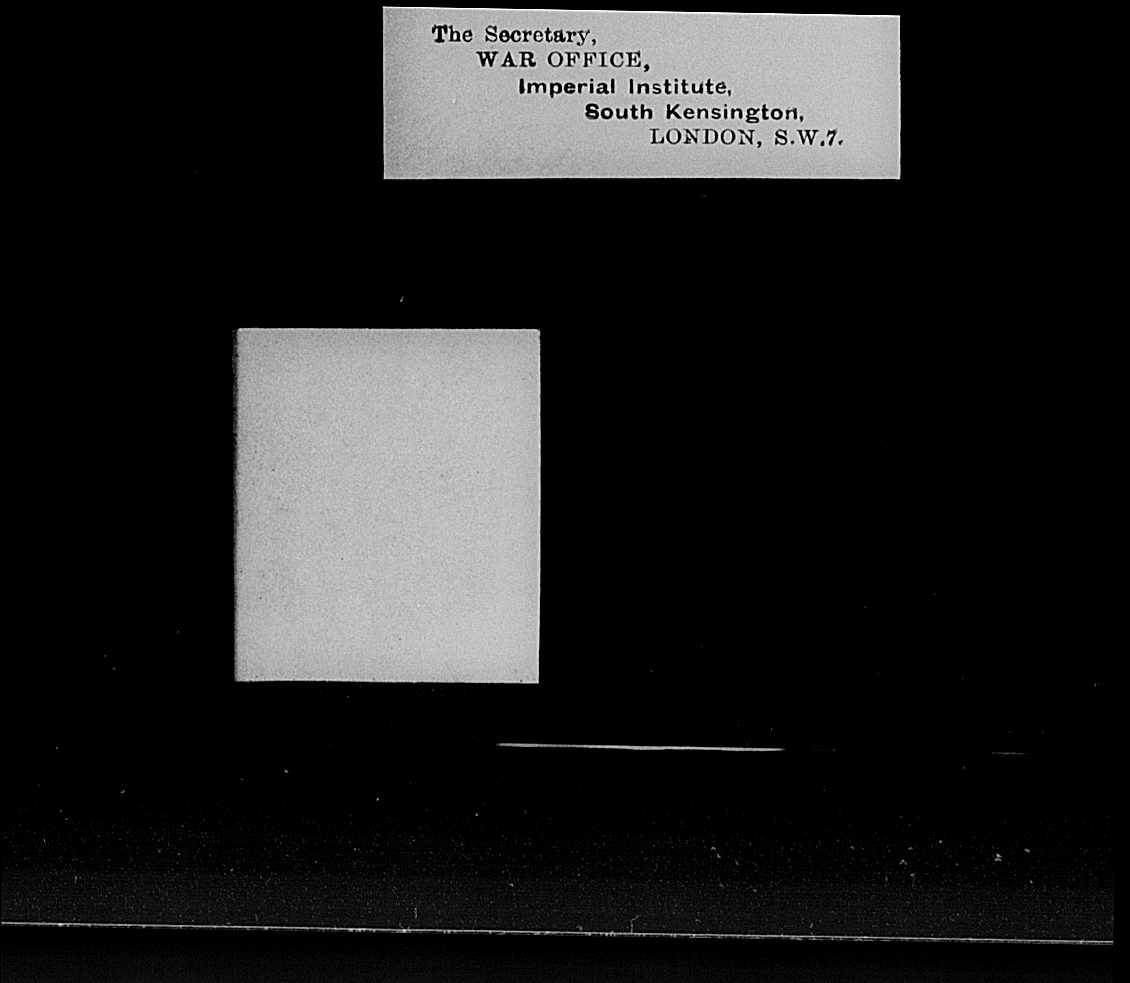 The Secretary,
WAR OFFICE,
Imperial Institute,
South Kensington,
LONDON, S.W.7.